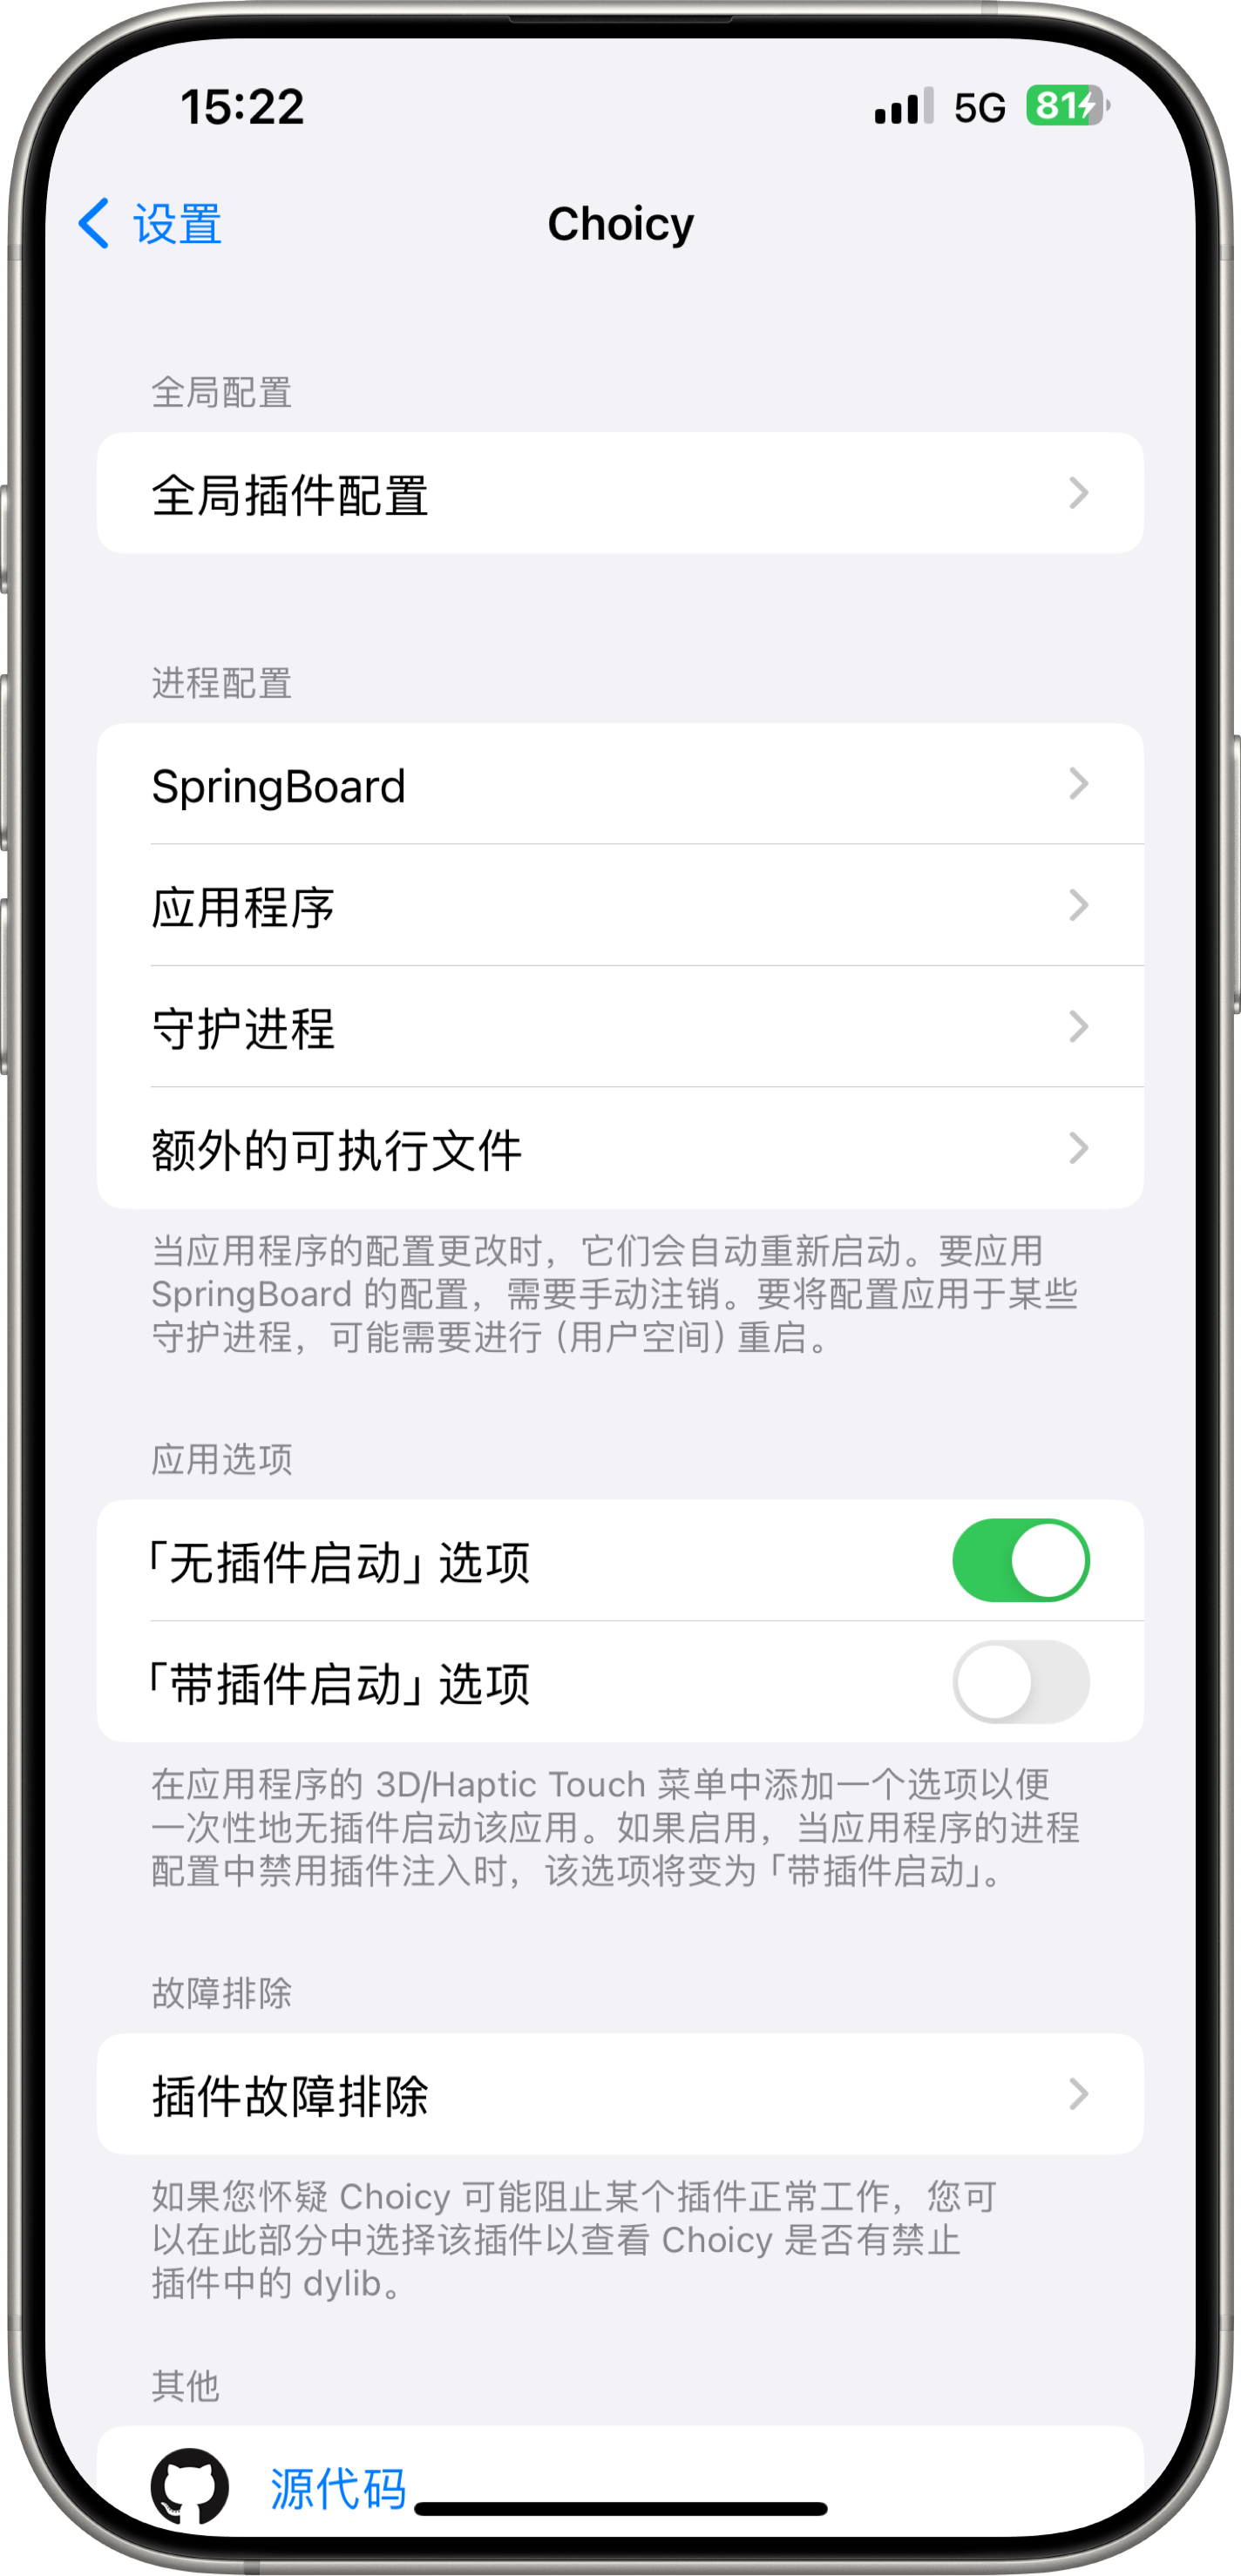 15:22
5G
81
设置
Choicy
全局配置
全局插件配置
进程配置
SpringBoard
应用程序
守护进程
额外的可执行文件
当应用程序的配置更改时，它们会自动重新启动。要应用
SpringBoard 的配置，需要手动注销。要将配置应用于某些
守护进程，可能需要进行（用户空间）重启。
应用选项
「无插件启动」选项
「带插件启动」选项
在应用程序的 3D/Haptic Touch 菜单中添加一个选项以便
一次性地无插件启动该应用。如果启用，当应用程序的进程
配置中禁用插件注入时，该选项将变为「带插件启动」。
故障排除
插件故障排除
如果您怀疑 Choicy 可能阻止某个插件正常工作，您可
以在此部分中选择该插件以查看 Choicy 是否有禁止
插件中的 dylib。
其他
源代码